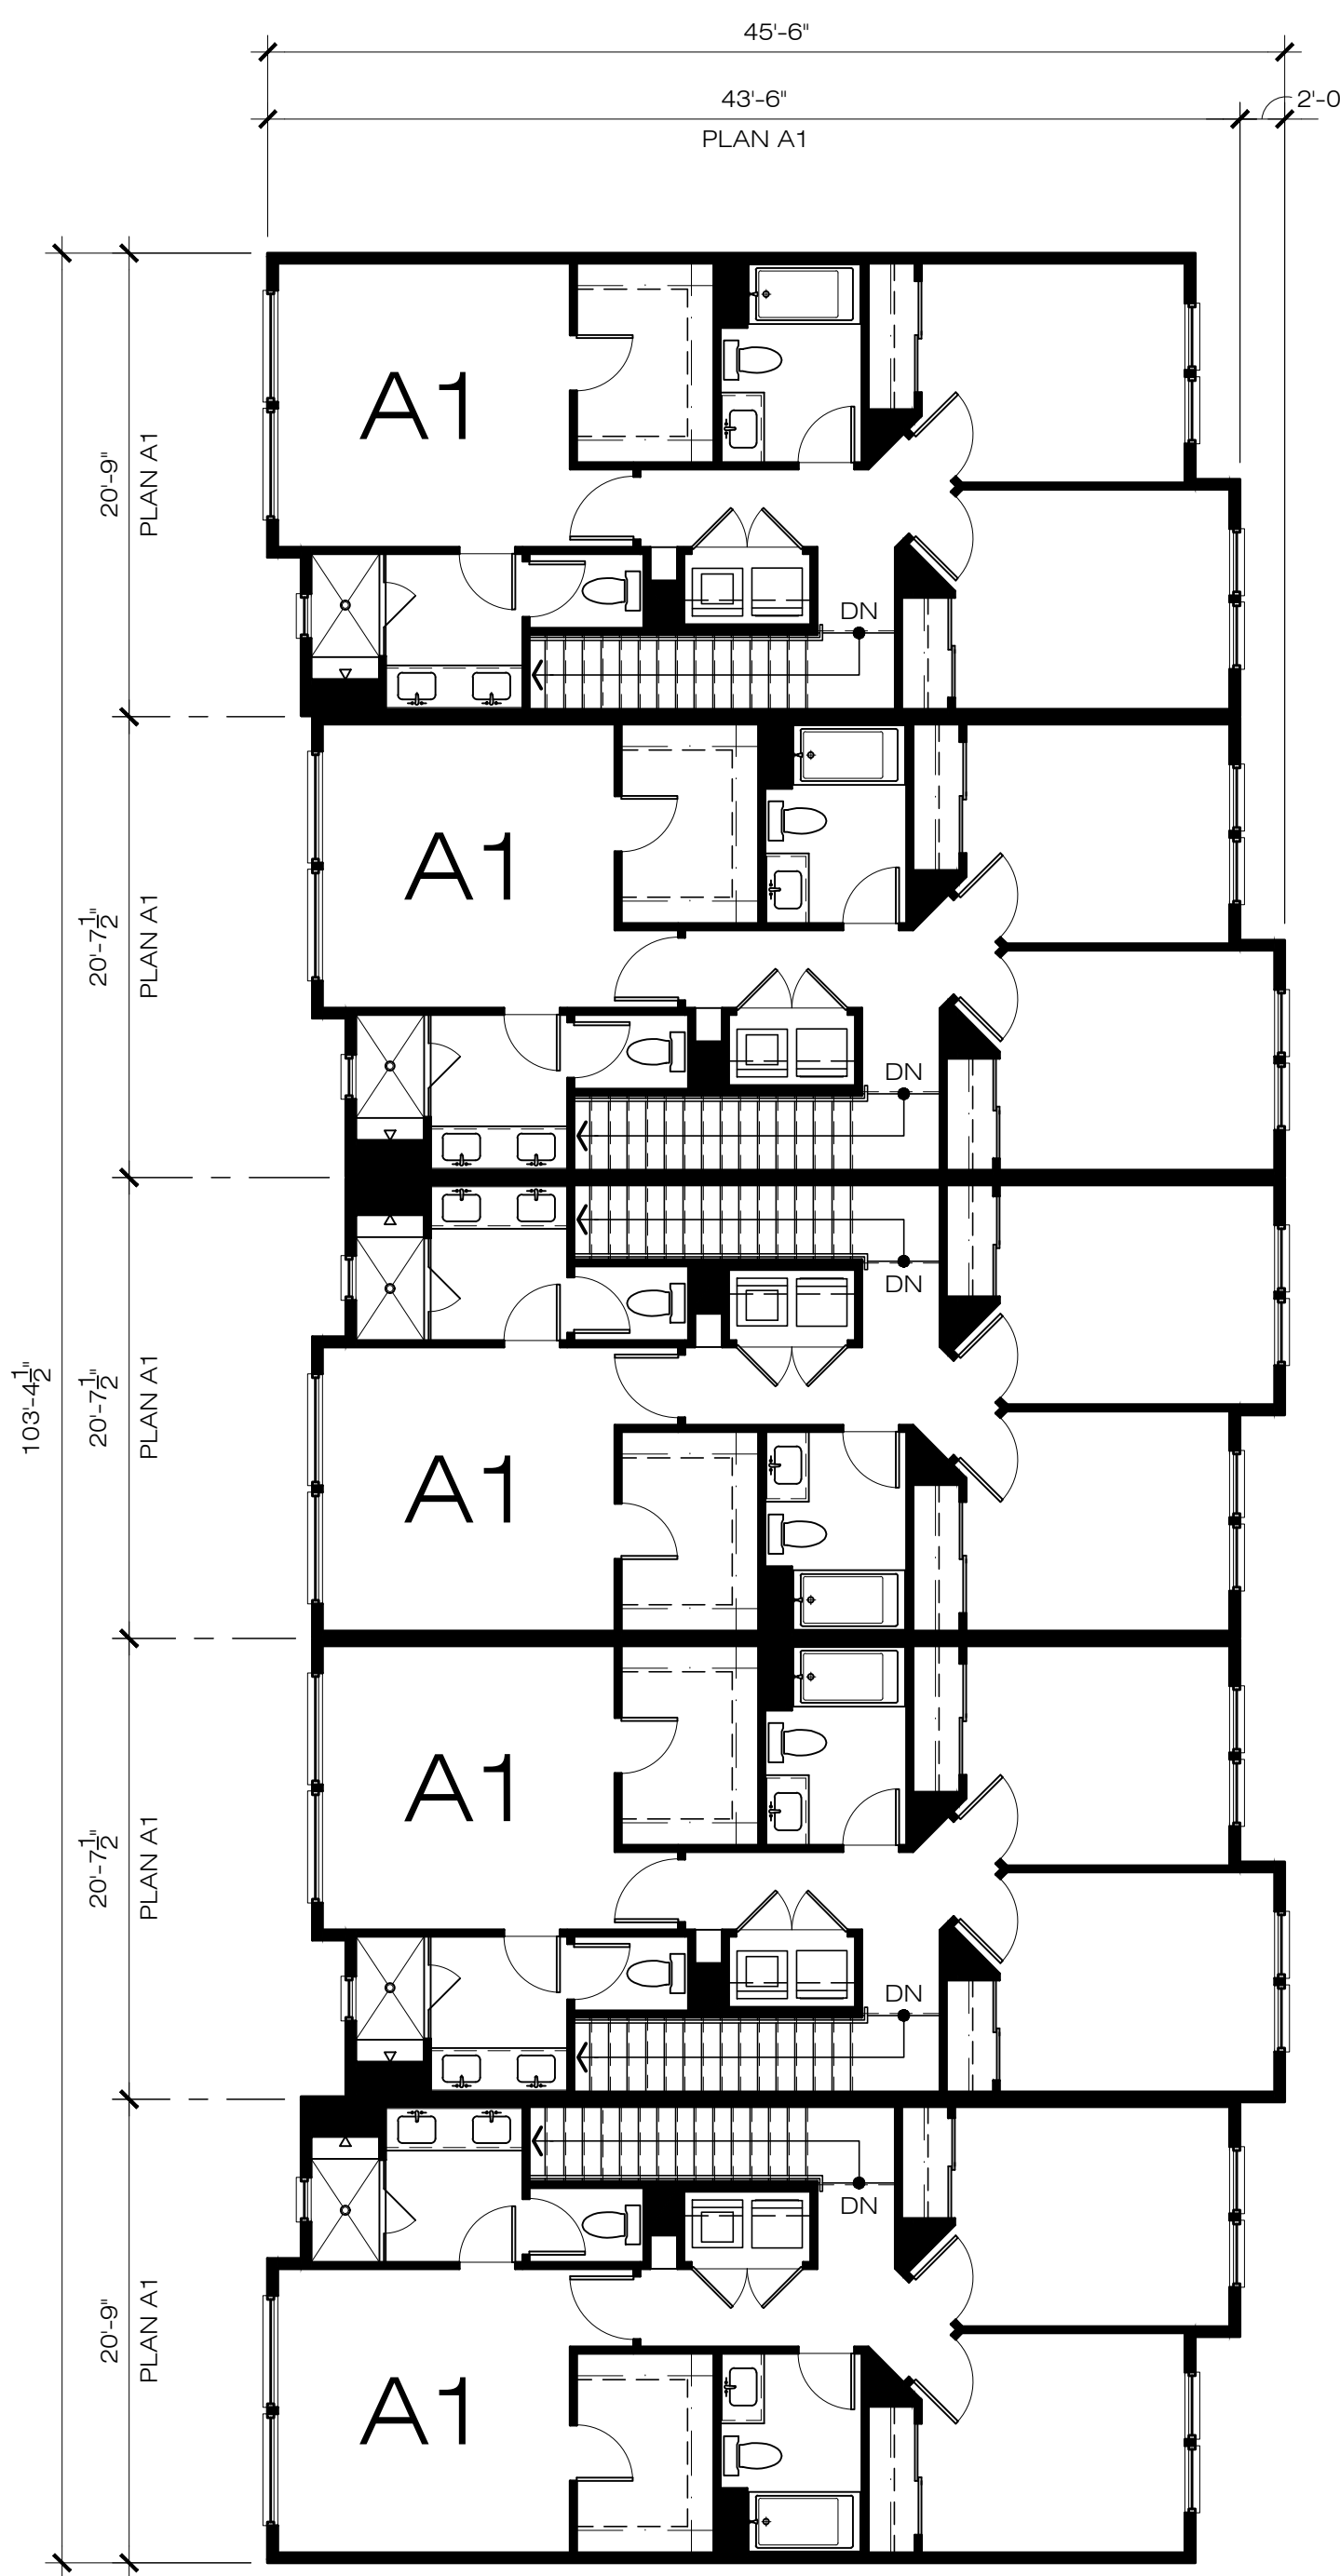 45'-6"
43'-6"
2'-0
PLAN A1
A1
20'-9"
PLAN A1
DN
A1
20'-7 1/2"
PLAN A1
DN
DN
103'-4 1/2"
20'-7 1/2"
PLAN A1
A1
A1
20'-7 1/2"
PLAN A1
DN
DN
20'-9"
PLAN A1
A1